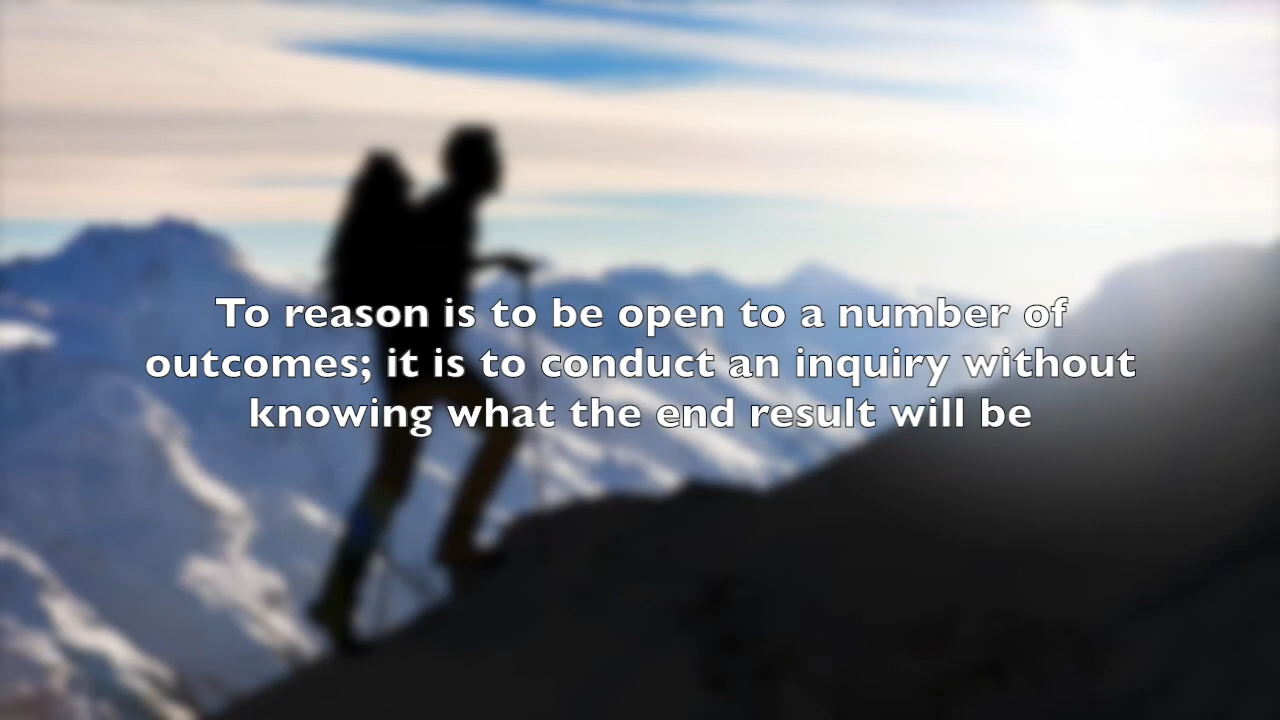 To reason is to be open to a number of
outcomes; it is to conduct an inquiry without
knowing what the end result will be